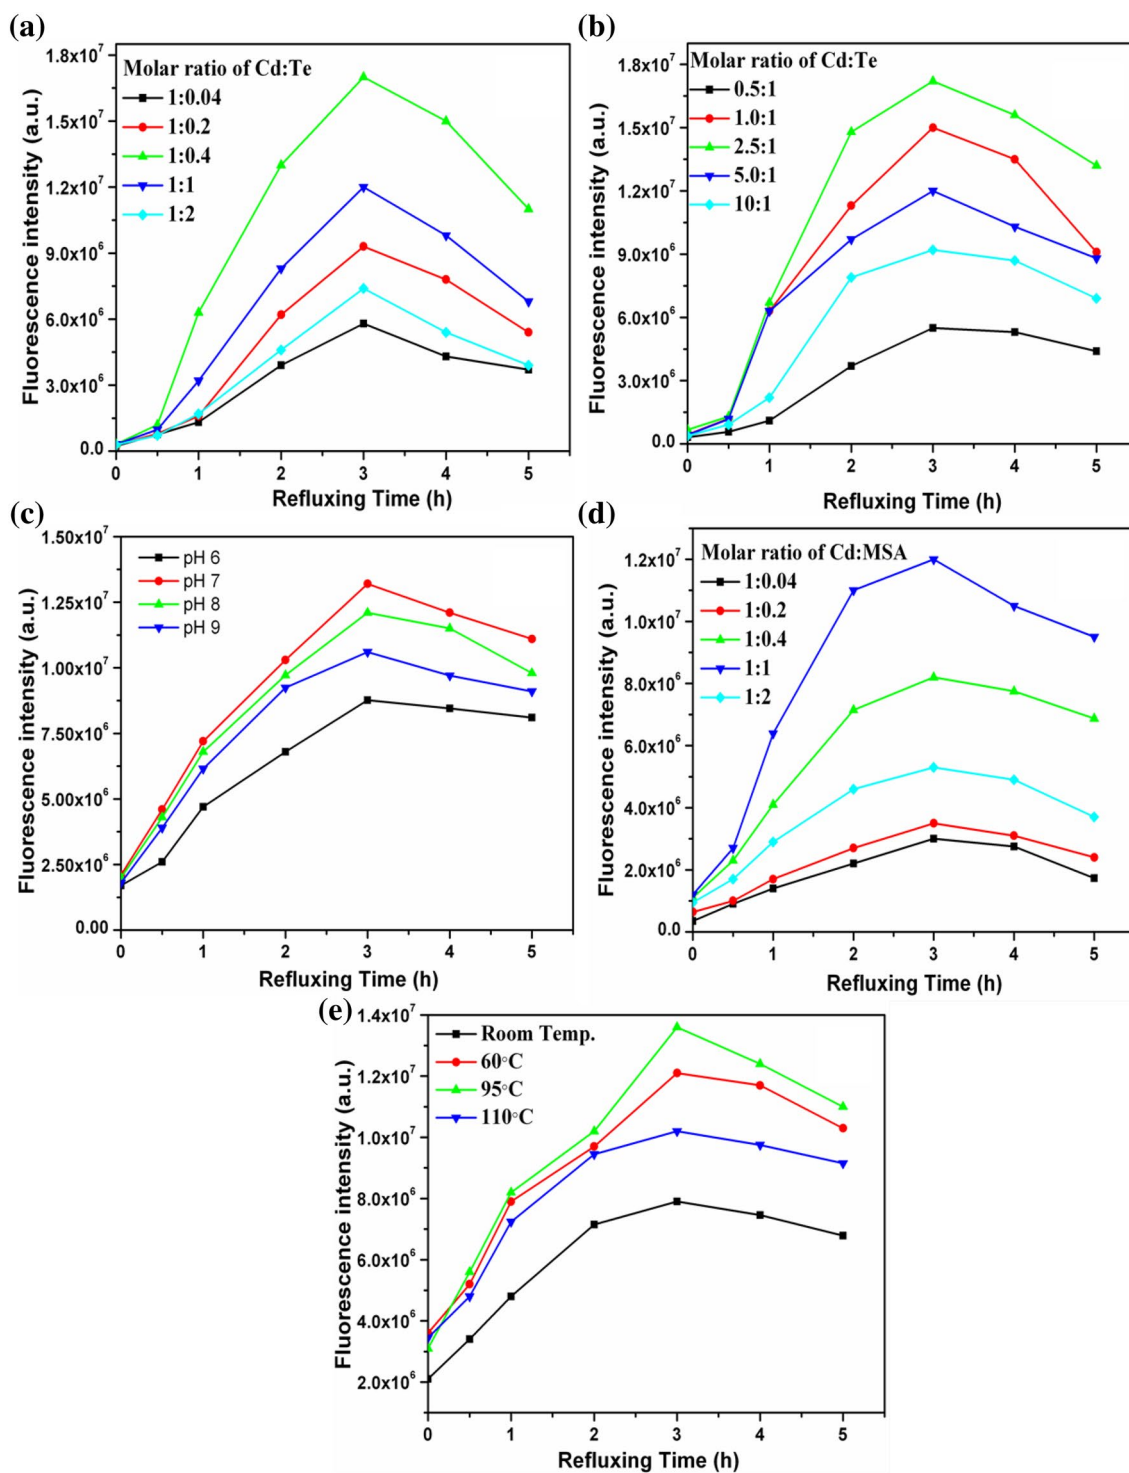 (a)
1.8x10⁷
1.5x10⁷
1.2x10⁷
9.0x10⁶
6.0x10⁶
3.0x10⁶
0.0
Fluorescence intensity (a.u.)
Molar ratio of Cd:Te
1:0.04
1:0.2
1:0.4
1:1
1:2
0 1 2 3 4 5
Refluxing Time (h)
(b)
1.8x10⁷
1.5x10⁷
1.2x10⁷
9.0x10⁶
6.0x10⁶
3.0x10⁶
0.0
Fluorescence intensity (a.u.)
Molar ratio of Cd:Te
0.5:1
1.0:1
2.5:1
5.0:1
10:1
0 1 2 3 4 5
Refluxing Time (h)
(c)
1.50x10⁷
1.25x10⁷
1.00x10⁷
7.50x10⁶
5.00x10⁶
2.50x10⁶
0.00
Fluorescence intensity (a.u.)
pH 6
pH 7
pH 8
pH 9
0 1 2 3 4 5
Refluxing Time (h)
(d)
1.2x10⁷
1.0x10⁷
8.0x10⁶
6.0x10⁶
4.0x10⁶
2.0x10⁶
0.0
Fluorescence intensity (a.u.)
Molar ratio of Cd:MSA
1:0.04
1:0.2
1:0.4
1:1
1:2
0 1 2 3 4 5
Refluxing Time (h)
(e)
1.4x10⁷
1.2x10⁷
1.0x10⁷
8.0x10⁶
6.0x10⁶
4.0x10⁶
2.0x10⁶
Fluorescence intensity (a.u.)
Room Temp.
60°C
95°C
110°C
0 1 2 3 4 5
Refluxing Time (h)